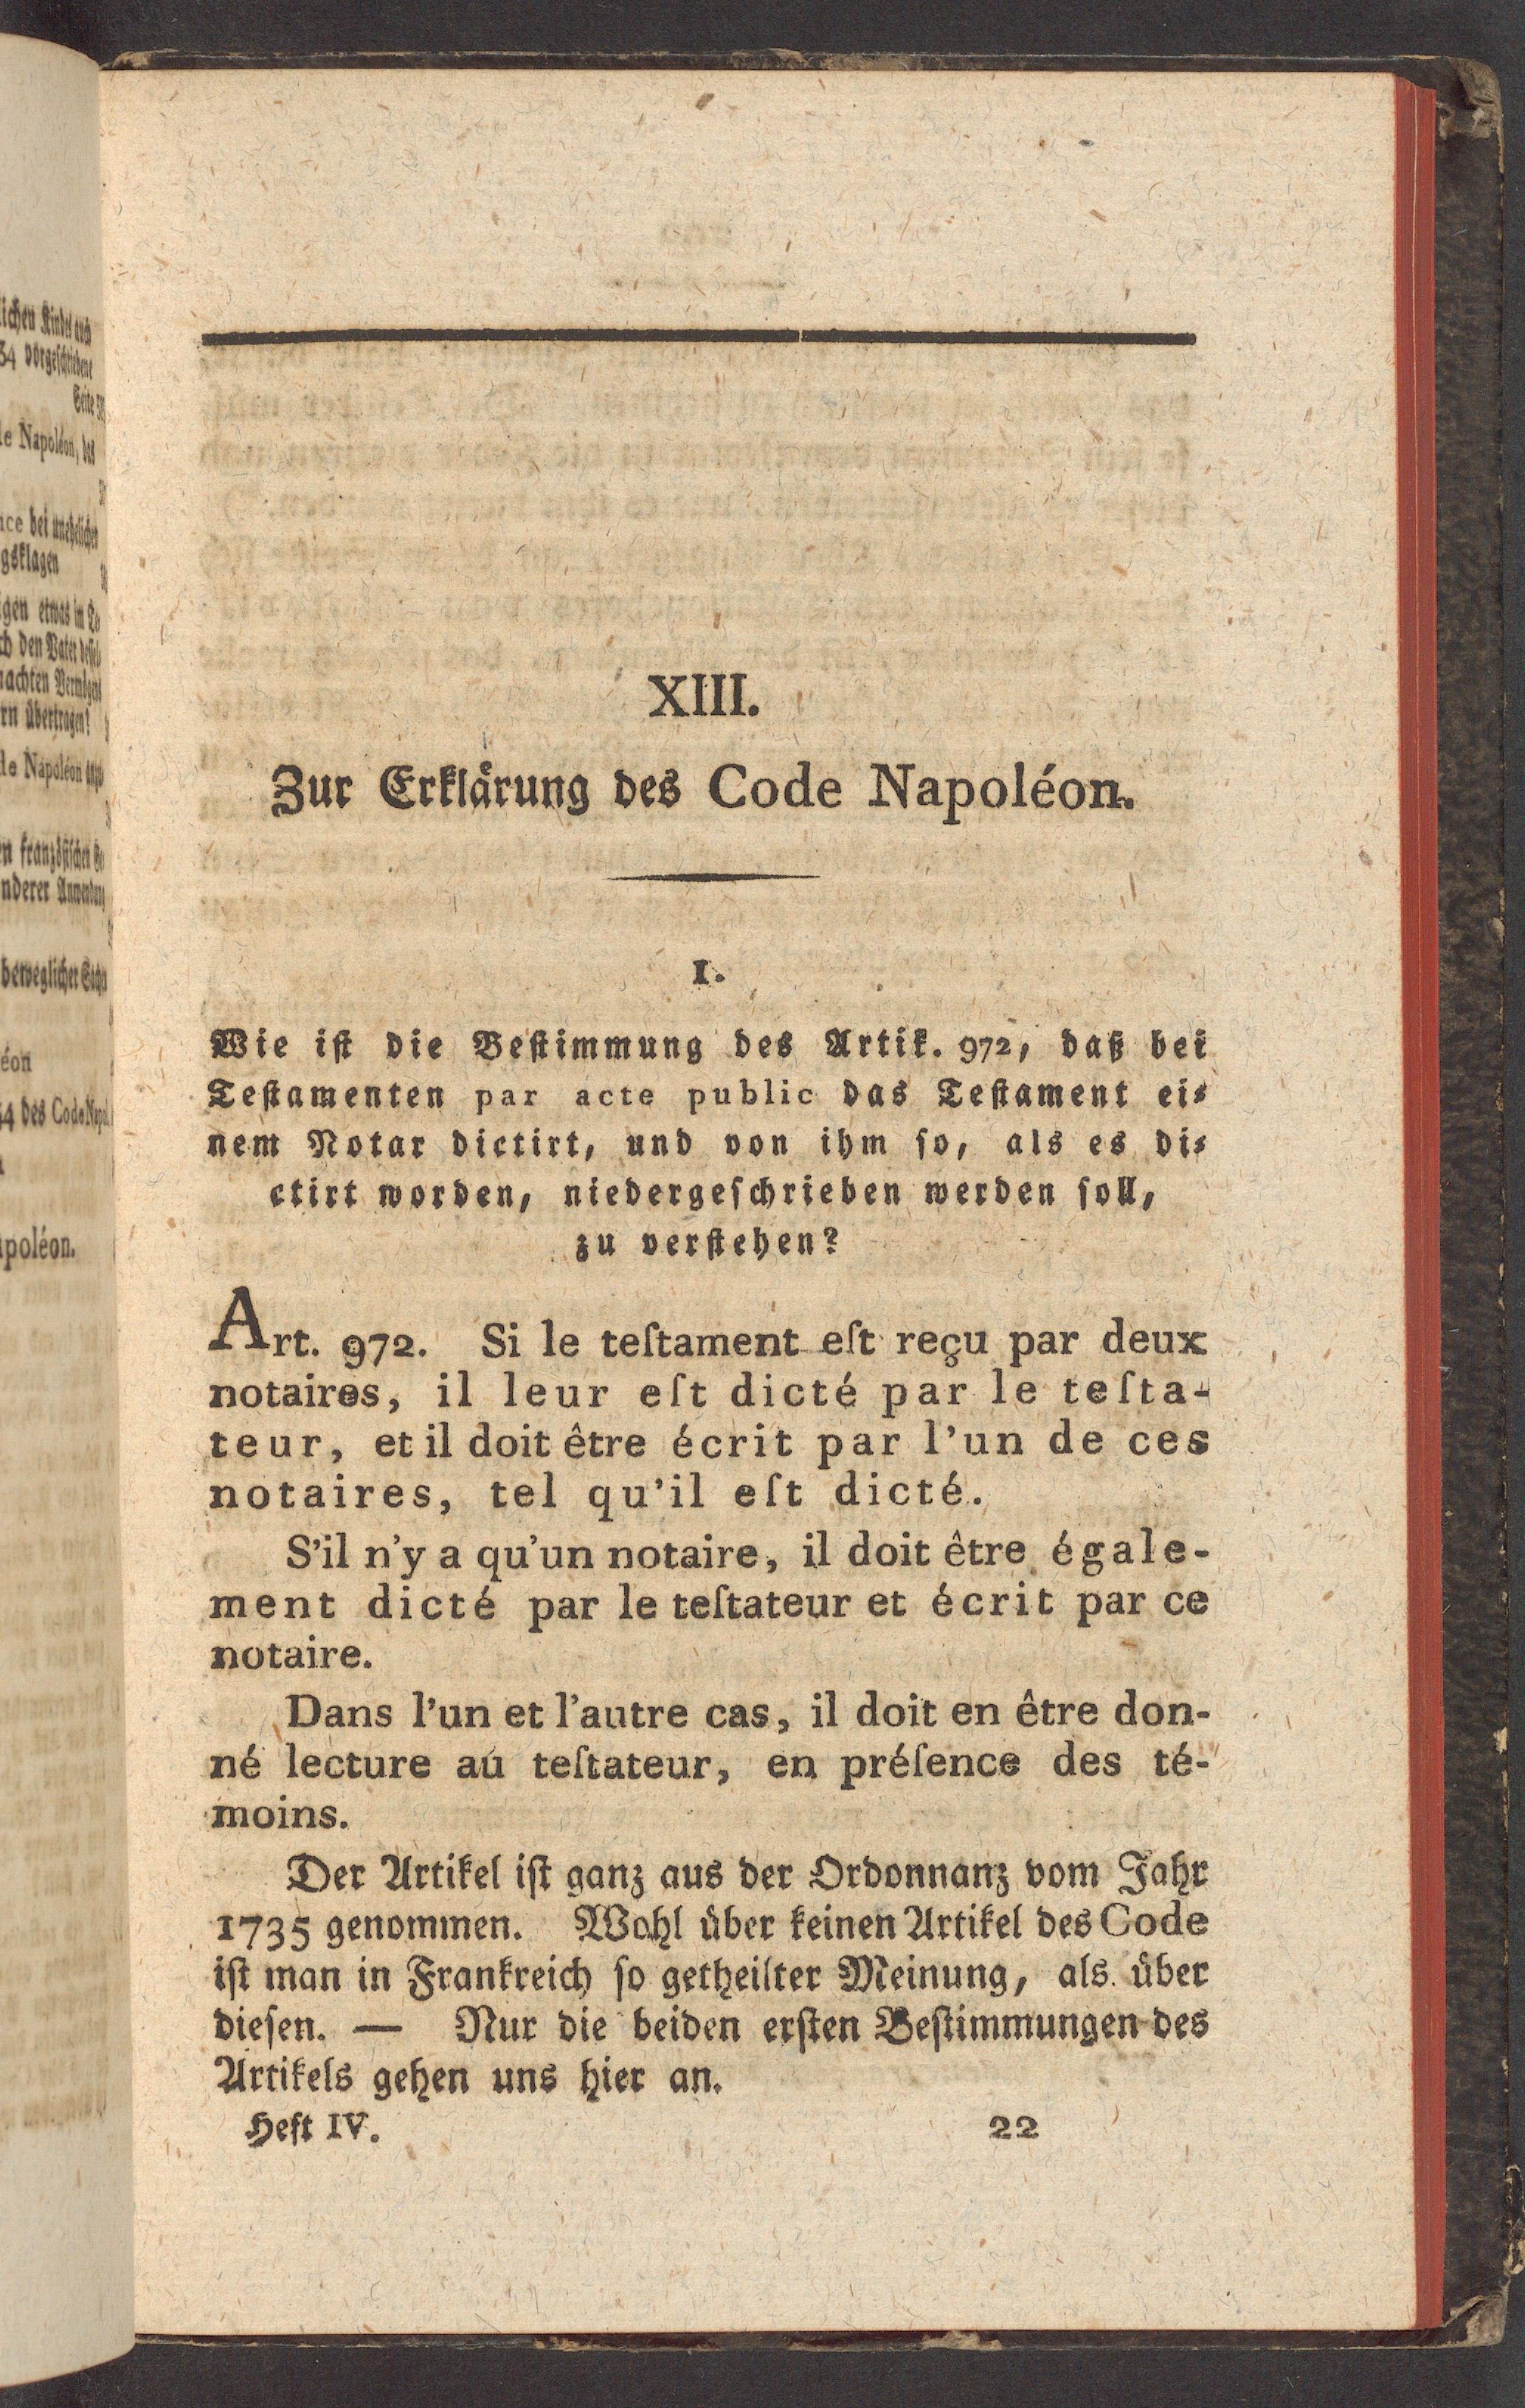 XIII.
Zur Erklärung des Code Napoléon.
1.
Wie iſt die Beſtimmung des Artik. 972, daß bei
Teſtamenten par acte public das Teſtament ei⸗
nem Notar dictirt, und von ihm ſo, als es di⸗
ctirt worden, niedergeſchrieben werden ſoll,
zu verſtehen?
Art. 972. Si le teſtament eſt reçu par deux
notaires, il leur eſt dicté par le teſta-
teur, et il doit être écrit par l'un de ces
notaires, tel qu'il eſt dicté.
S'il n'y a qu'un notaire, il doit être égale-
ment dicté par le teſtateur et écrit par ce
notaire.
Dans l'un et l'autre cas, il doit en être don-
né lecture au teſtateur, en préſence des té-
moins.
Der Artikel iſt ganz aus der Ordonnanz vom Jahr
1735 genommen. Wohl über keinen Artikel des Code
iſt man in Frankreich ſo getheilter Meinung, als über
dieſen. — Nur die beiden erſten Beſtimmungen des
Artikels gehen uns hier an.
Heft IV. 22